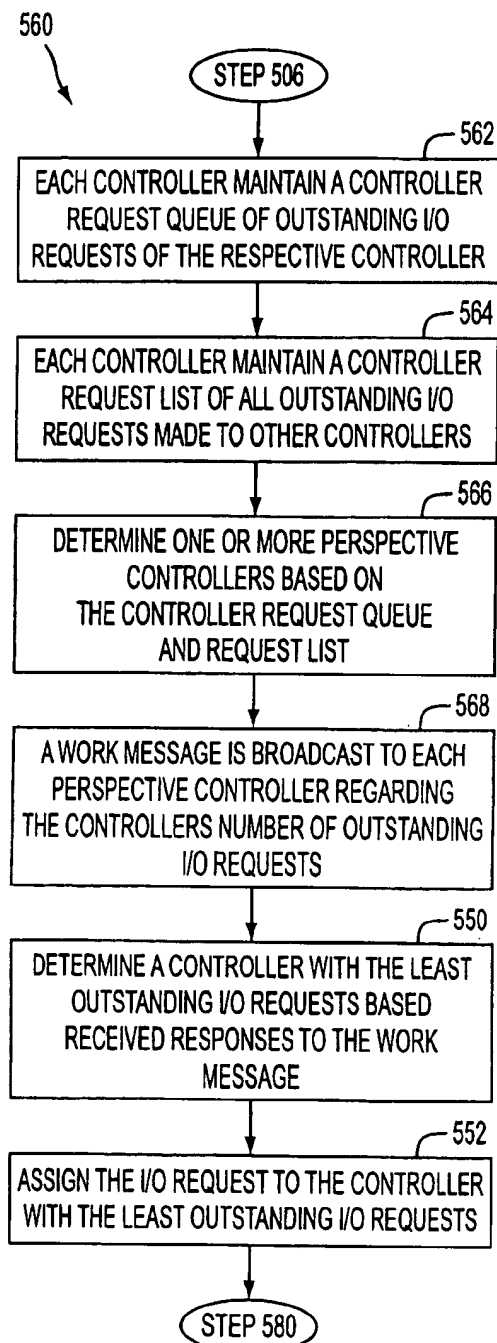 560
STEP 506
562
EACH CONTROLLER MAINTAIN A CONTROLLER
REQUEST QUEUE OF OUTSTANDING I/O
REQUESTS OF THE RESPECTIVE CONTROLLER
564
EACH CONTROLLER MAINTAIN A CONTROLLER
REQUEST LIST OF ALL OUTSTANDING I/O
REQUESTS MADE TO OTHER CONTROLLERS
566
DETERMINE ONE OR MORE PERSPECTIVE
CONTROLLERS BASED ON
THE CONTROLLER REQUEST QUEUE
AND REQUEST LIST
568
A WORK MESSAGE IS BROADCAST TO EACH
PERSPECTIVE CONTROLLER REGARDING
THE CONTROLLERS NUMBER OF OUTSTANDING
I/O REQUESTS
550
DETERMINE A CONTROLLER WITH THE LEAST
OUTSTANDING I/O REQUESTS BASED
RECEIVED RESPONSES TO THE WORK
MESSAGE
552
ASSIGN THE I/O REQUEST TO THE CONTROLLER
WITH THE LEAST OUTSTANDING I/O REQUESTS
STEP 580